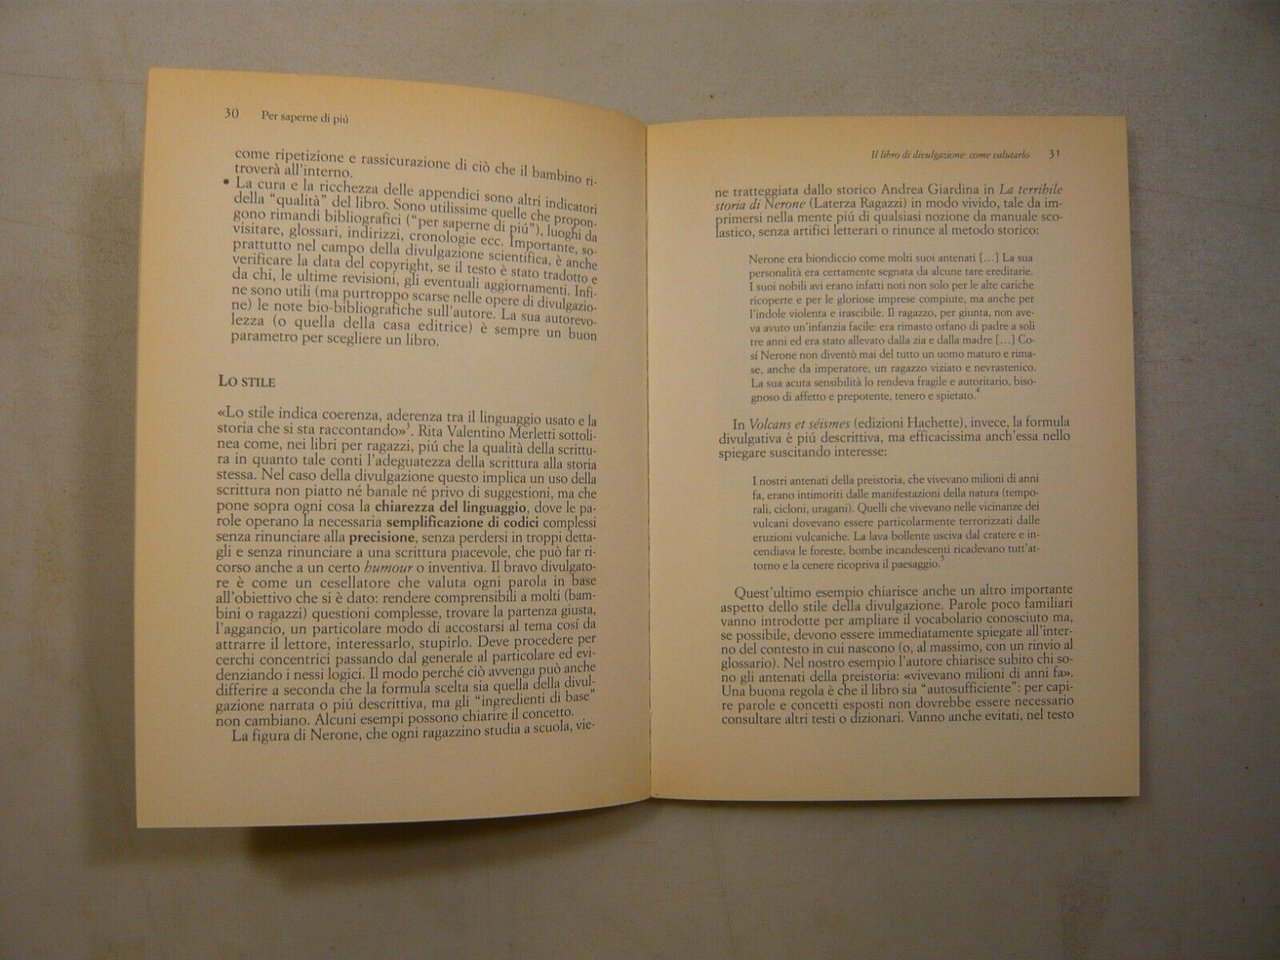 30 Per saperne di piú
come ripetizione e rassicurazione di ciò che il bambino ri-
troverà all'interno.
• La cura e la ricchezza delle appendici sono altri indicatori
della "qualità" del libro. Sono utilissime quelle che propon-
gono rimandi bibliografici ("per saperne di piú"), luoghi da
visitare, glossari, indirizzi, cronologie ecc. Importante, so-
prattutto nel campo della divulgazione scientifica, è anche
verificare la data del copyright, se il testo è stato tradotto e
da chi, le ultime revisioni, gli eventuali aggiornamenti. Infi-
ne sono utili (ma purtroppo scarse nelle opere di divulgazio-
ne) le note bio-bibliografiche sull'autore. La sua autorevo-
lezza (o quella della casa editrice) è sempre un buon
parametro per scegliere un libro.
LO STILE
«Lo stile indica coerenza, aderenza tra il linguaggio usato e la
storia che si sta raccontando»³. Rita Valentino Merletti sottoli-
nea come, nei libri per ragazzi, piú che la qualità della scrittu-
ra in quanto tale conti l'adeguatezza della scrittura alla storia
stessa. Nel caso della divulgazione questo implica un uso della
scrittura non piatto né banale né privo di suggestioni, ma che
pone sopra ogni cosa la chiarezza del linguaggio, dove le pa-
role operano la necessaria semplificazione di codici complessi
senza rinunciare alla precisione, senza perdersi in troppi detta-
gli e senza rinunciare a una scrittura piacevole, che può far ri-
corso anche a un certo humour o inventiva. Il bravo divulgato-
re è come un cesellatore che valuta ogni parola in base
all'obiettivo che si è dato: rendere comprensibili a molti (bam-
bini o ragazzi) questioni complesse, trovare la partenza giusta,
l'aggancio, un particolare modo di accostarsi al tema cosí da
attrarre il lettore, interessarlo, stupirlo. Deve procedere per
cerchi concentrici passando dal generale al particolare ed evi-
denziando i nessi logici. Il modo perché ciò avvenga può anche
differire a seconda che la formula scelta sia quella della divul-
gazione narrata o piú descrittiva, ma gli "ingredienti di base"
non cambiano. Alcuni esempi possono chiarire il concetto.
La figura di Nerone, che ogni ragazzino studia a scuola, vie-
Il libro di divulgazione: come valutarlo 31
ne tratteggiata dallo storico Andrea Giardina in La terribile
storia di Nerone (Laterza Ragazzi) in modo vivido, tale da im-
primersi nella mente piú di qualsiasi nozione da manuale sco-
lastico, senza artifici letterari o rinunce al metodo storico:
Nerone era biondiccio come molti suoi antenati […] La sua
personalità era certamente segnata da alcune tare ereditarie.
I suoi nobili avi erano infatti noti non solo per le alte cariche
ricoperte e per le gloriose imprese compiute, ma anche per
l'indole violenta e irascibile. Il ragazzo, per giunta, non ave-
va avuto un'infanzia facile: era rimasto orfano di padre a soli
tre anni ed era stato allevato dalla zia e dalla madre […] Co-
sí Nerone non diventò mai del tutto un uomo maturo e rima-
se, anche da imperatore, un ragazzo viziato e nevrastenico.
La sua acuta sensibilità lo rendeva fragile e autoritario, biso-
gnoso di affetto e prepotente, tenero e spietato.⁴
In Volcans et séismes (edizioni Hachette), invece, la formula
divulgativa è piú descrittiva, ma efficacissima anch'essa nello
spiegare suscitando interesse:
I nostri antenati della preistoria, che vivevano milioni di anni
fa, erano intimoriti dalle manifestazioni della natura (tempo-
rali, cicloni, uragani). Quelli che vivevano nelle vicinanze dei
vulcani dovevano essere particolarmente terrorizzati dalle
eruzioni vulcaniche. La lava bollente usciva dal cratere e in-
cendiava le foreste, bombe incandescenti ricadevano tutt'at-
torno e la cenere ricopriva il paesaggio.⁵
Quest'ultimo esempio chiarisce anche un altro importante
aspetto dello stile della divulgazione. Parole poco familiari
vanno introdotte per ampliare il vocabolario conosciuto ma,
se possibile, devono essere immediatamente spiegate all'inter-
no del contesto in cui nascono (o, al massimo, con un rinvio al
glossario). Nel nostro esempio l'autore chiarisce subito chi so-
no gli antenati della preistoria: «vivevano milioni di anni fa».
Una buona regola è che il libro sia "autosufficiente": per capi-
re parole e concetti esposti non dovrebbe essere necessario
consultare altri testi o dizionari. Vanno anche evitati, nel testo